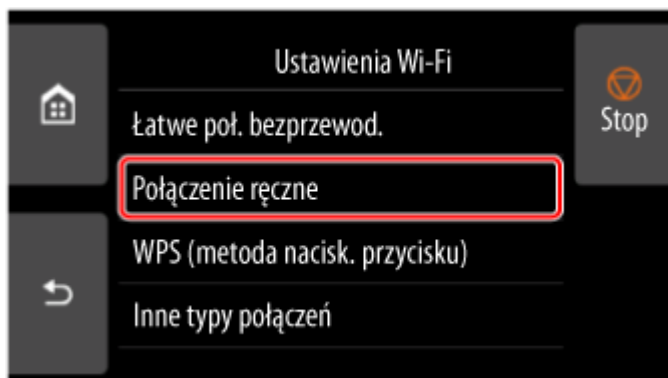 Ustawienia Wi-Fi
Łatwe poł. bezprzewod.
Stop
Połączenie ręczne
WPS (metoda nacisk. przycisku)
Inne typy połączeń